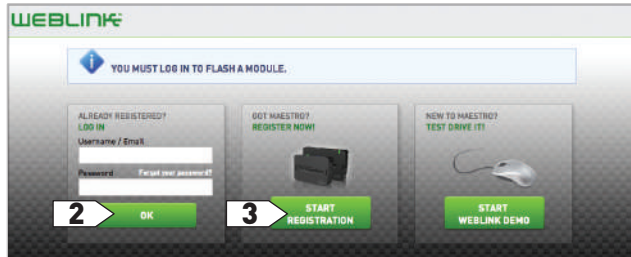 WEBLINK
YOU MUST LOG IN TO FLASH A MODULE.
ALREADY REGISTERED?
LOG IN
Username / Email
Password Forgot your password?
2
OK
GOT MAESTRO?
REGISTER NOW!
3
START
REGISTRATION
NEW TO MAESTRO?
TEST DRIVE IT!
START
WEBLINK DEMO